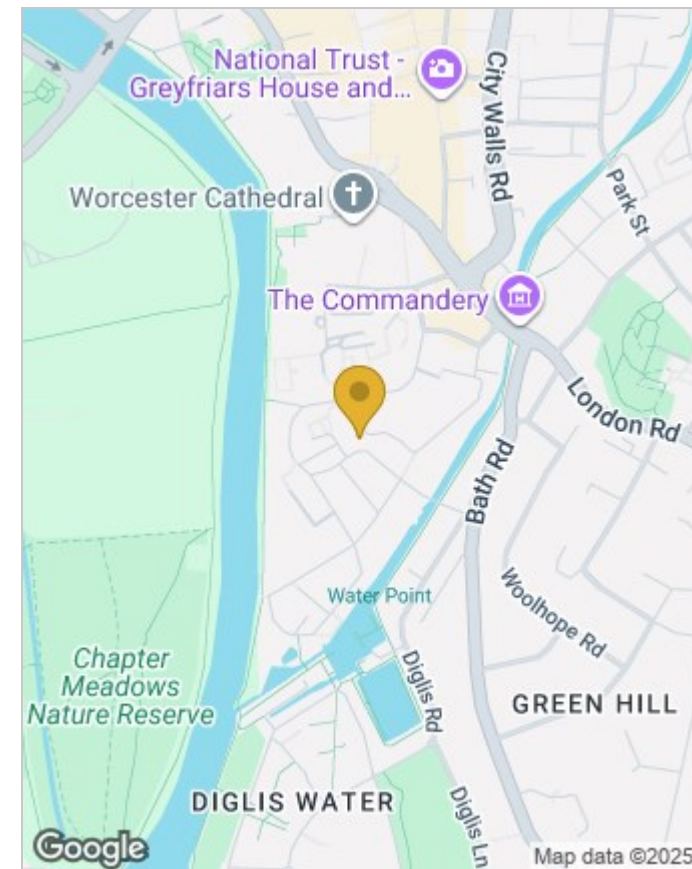 National Trust -
Greyfriars House and...
City Walls Rd
Worcester Cathedral
Park St
The Commandery
London Rd
Bath Rd
Water Point
Woolhope Rd
Chapter
Meadows
Nature Reserve
Diglis Rd
GREEN HILL
DIGLIS WATER
Diglis Ln
Google
Map data ©2025